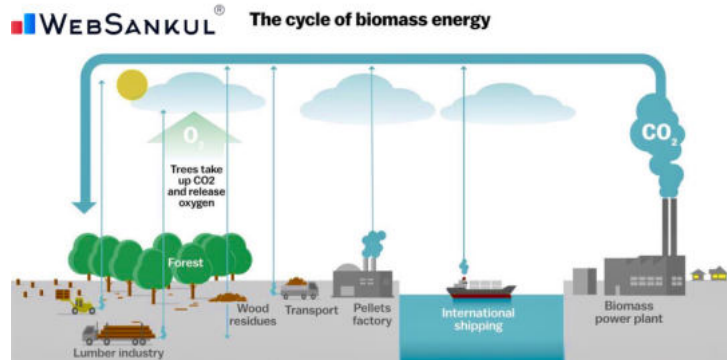 WEBSANKUL®
The cycle of biomass energy
O2
CO2
Trees take
up CO2
and release
oxygen
Forest
Wood
residues
Transport
Pellets
factory
International
shipping
Biomass
power plant
Lumber industry